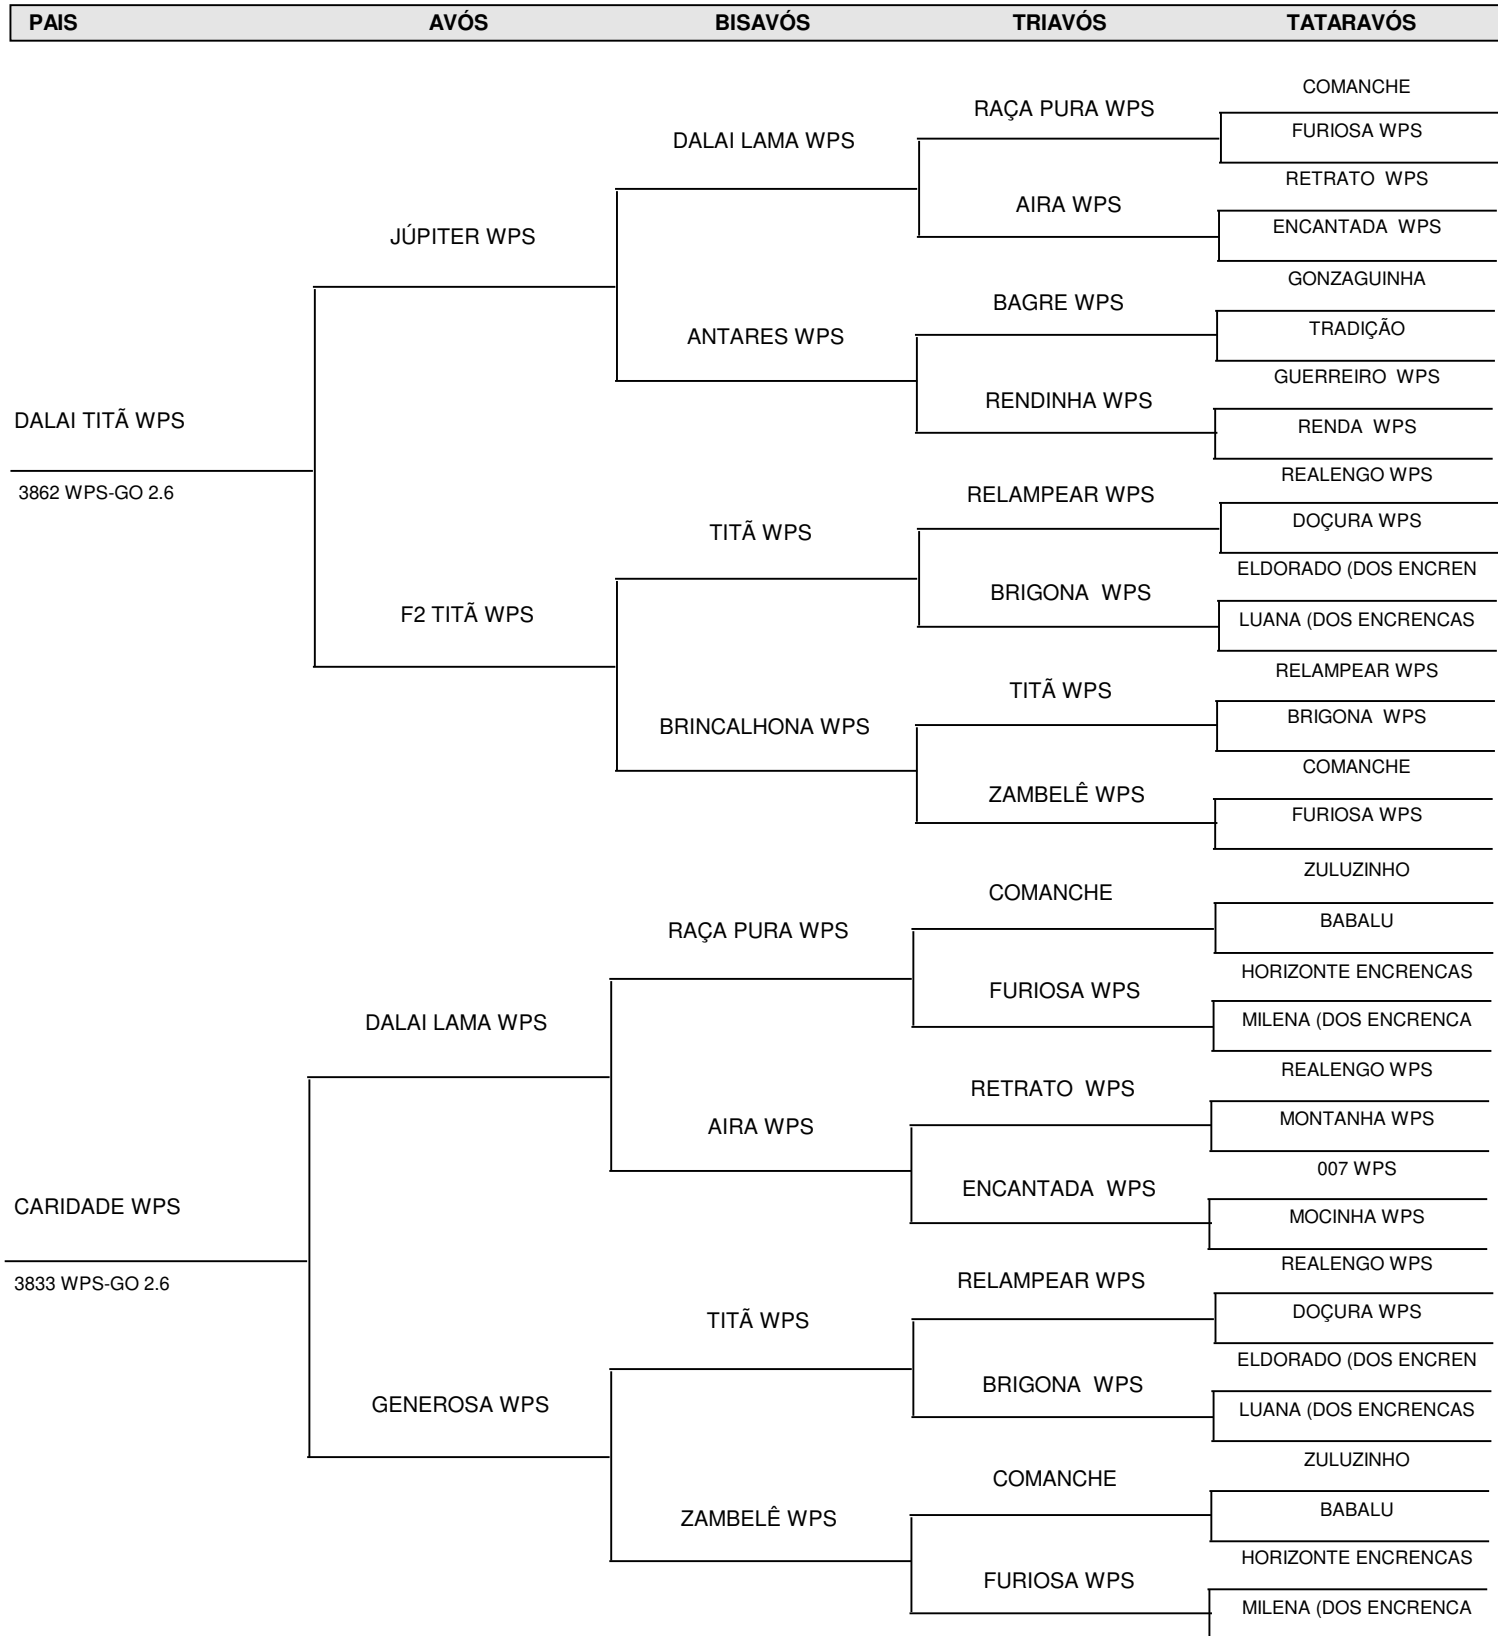 PAIS AVÓS BISAVÓS TRIAVÓS TATARAVÓS
COMANCHE
RAÇA PURA WPS
FURIOSA WPS
DALAI LAMA WPS
RETRATO WPS
AIRA WPS
ENCANTADA WPS
JÚPITER WPS
GONZAGUINHA
BAGRE WPS
TRADIÇÃO
ANTARES WPS
GUERREIRO WPS
RENDINHA WPS
RENDA WPS
DALAI TITÃ WPS
3862 WPS-GO 2.6
REALENGO WPS
RELAMPEAR WPS
DOÇURA WPS
TITÃ WPS
ELDORADO (DOS ENCREN
BRIGONA WPS
LUANA (DOS ENCRENCAS
F2 TITÃ WPS
RELAMPEAR WPS
TITÃ WPS
BRIGONA WPS
BRINCALHONA WPS
COMANCHE
ZAMBELÊ WPS
FURIOSA WPS
ZULUZINHO
COMANCHE
BABALU
RAÇA PURA WPS
HORIZONTE ENCRENCAS
FURIOSA WPS
MILENA (DOS ENCRENCA
DALAI LAMA WPS
REALENGO WPS
RETRATO WPS
MONTANHA WPS
AIRA WPS
007 WPS
ENCANTADA WPS
MOCINHA WPS
CARIDADE WPS
3833 WPS-GO 2.6
REALENGO WPS
RELAMPEAR WPS
DOÇURA WPS
TITÃ WPS
ELDORADO (DOS ENCREN
BRIGONA WPS
LUANA (DOS ENCRENCAS
GENEROSA WPS
ZULUZINHO
COMANCHE
BABALU
ZAMBELÊ WPS
HORIZONTE ENCRENCAS
FURIOSA WPS
MILENA (DOS ENCRENCA